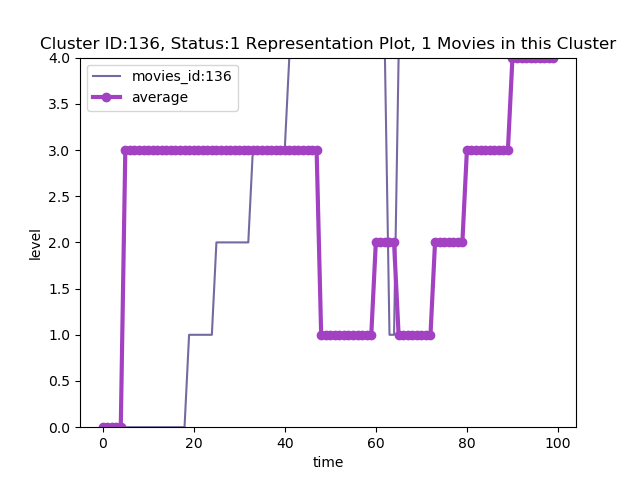 Cluster ID:136, Status:1 Representation Plot, 1 Movies in this Cluster
movies_id:136
average
4.0
3.5
3.0
2.5
2.0
1.5
1.0
0.5
0.0
level
0 20 40 60 80 100
time